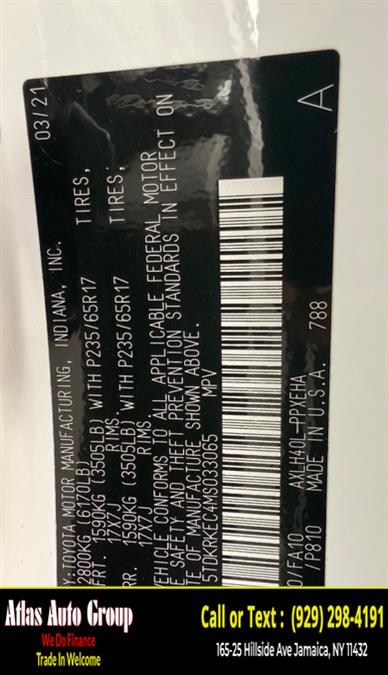 03/21
Y:TOYOTA MOTOR MANUFACTURING, INDIANA, INC.
2800KG (6170LB)
FRT. 1590KG (3505LB) WITH P235/65R17 TIRES,
17X7J RIMS,
RR. 1590KG (3505LB) WITH P235/65R17 TIRES,
17X7J RIMS.
VEHICLE CONFORMS TO ALL APPLICABLE FEDERAL MOTOR
E SAFETY AND THEFT PREVENTION STANDARDS IN EFFECT ON
TE OF MANUFACTURE SHOWN ABOVE.
5TDKRKEC4MS033065 MPV
A
0/FA10 AXLH40L-PPXEHA
/P810 MADE IN U.S.A. 788
Atlas Auto Group
We Do Finance
Trade In Welcome
Call or Text : (929) 298-4191
165-25 Hillside Ave Jamaica, NY 11432